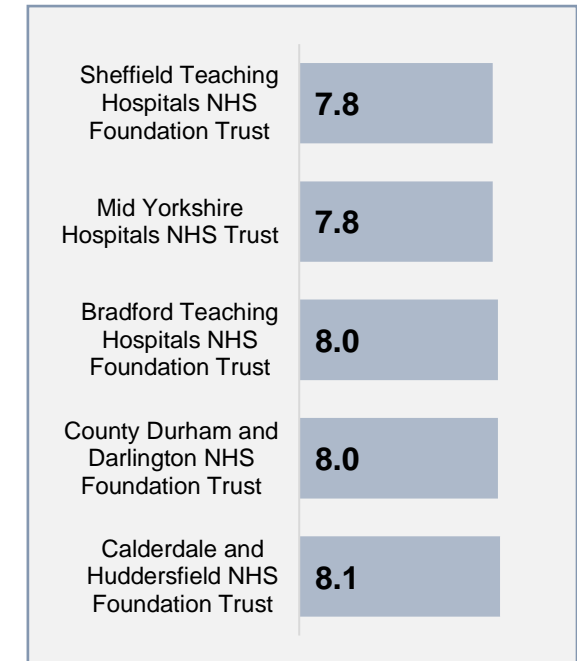 Sheffield Teaching
Hospitals NHS
Foundation Trust
7.8
Mid Yorkshire
Hospitals NHS Trust
7.8
Bradford Teaching
Hospitals NHS
Foundation Trust
8.0
County Durham and
Darlington NHS
Foundation Trust
8.0
Calderdale and
Huddersfield NHS
Foundation Trust
8.1